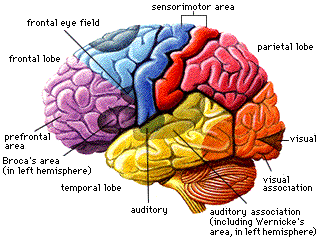 sensorimotor area
frontal eye field
parietal lobe
frontal lobe
prefrontal
area
Broca's area
(in left hemisphere)
visual
temporal lobe
visual
association
auditory
auditory association
(including Wernicke's
area, in left hemisphere)